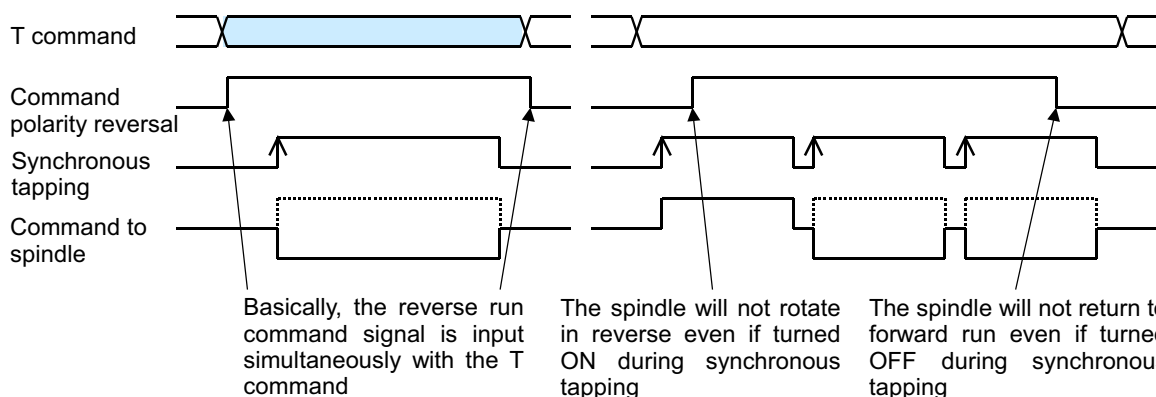 T command
Command
polarity reversal
Synchronous
tapping
Command to
spindle
Basically, the reverse run
command signal is input
simultaneously with the T
command
The spindle will not rotate
in reverse even if turned
ON during synchronous
tapping
The spindle will not return to
forward run even if turned
OFF during synchronous
tapping